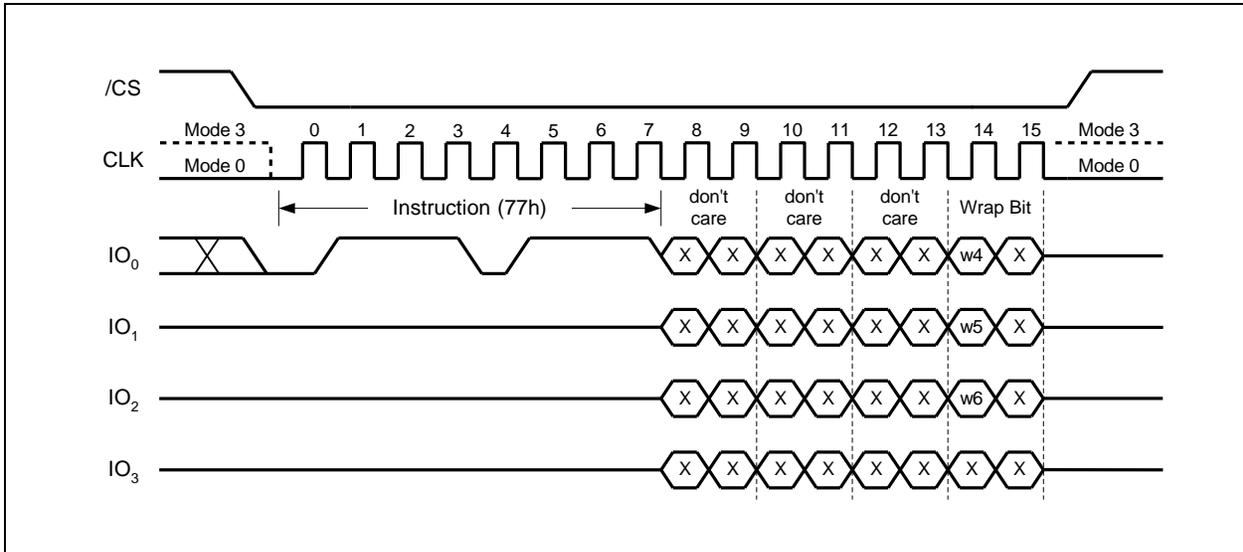 /CS
Mode 3 0 1 2 3 4 5 6 7 8 9 10 11 12 13 14 15 Mode 3
CLK
Mode 0 Mode 0
Instruction (77h) don't care don't care don't care Wrap Bit
IO0 X X X X X X w4 X
IO1 X X X X X X w5 X
IO2 X X X X X X w6 X
IO3 X X X X X X X X